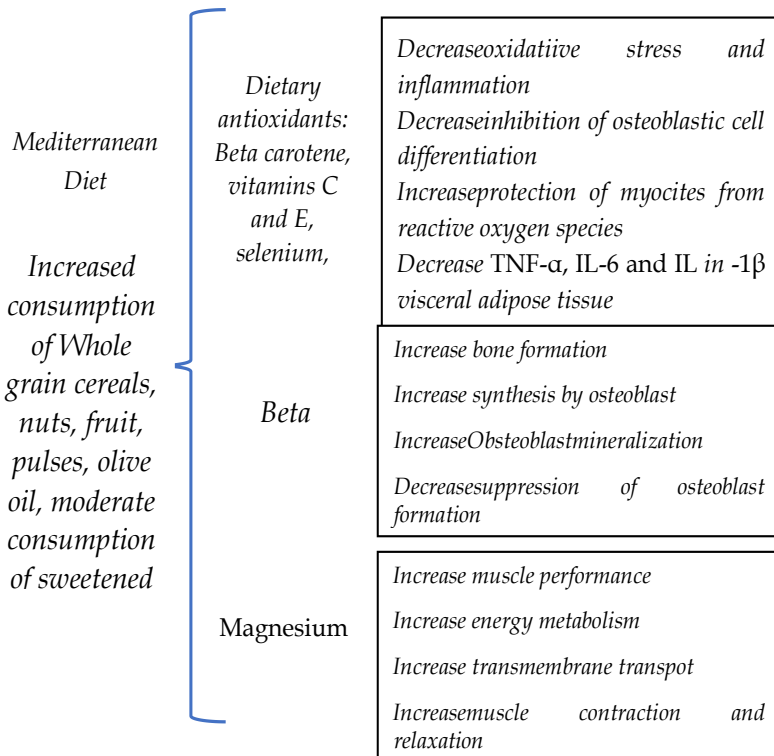 Mediterranean
Diet
Increased
consumption
of Whole
grain cereals,
nuts, fruit,
pulses, olive
oil, moderate
consumption
of sweetened
Dietary
antioxidants:
Beta carotene,
vitamins C
and E,
selenium,
Decreaseoxidatiive stress and
inflammation
Decreaseinhibition of osteoblastic cell
differentiation
Increaseprotection of myocites from
reactive oxygen species
Decrease TNF-α, IL-6 and IL in -1β
visceral adipose tissue
Beta
Increase bone formation
Increase synthesis by osteoblast
IncreaseObsteoblastmineralization
Decreasesuppression of osteoblast
formation
Magnesium
Increase muscle performance
Increase energy metabolism
Increase transmembrane transpot
Increasemuscle contraction and
relaxation